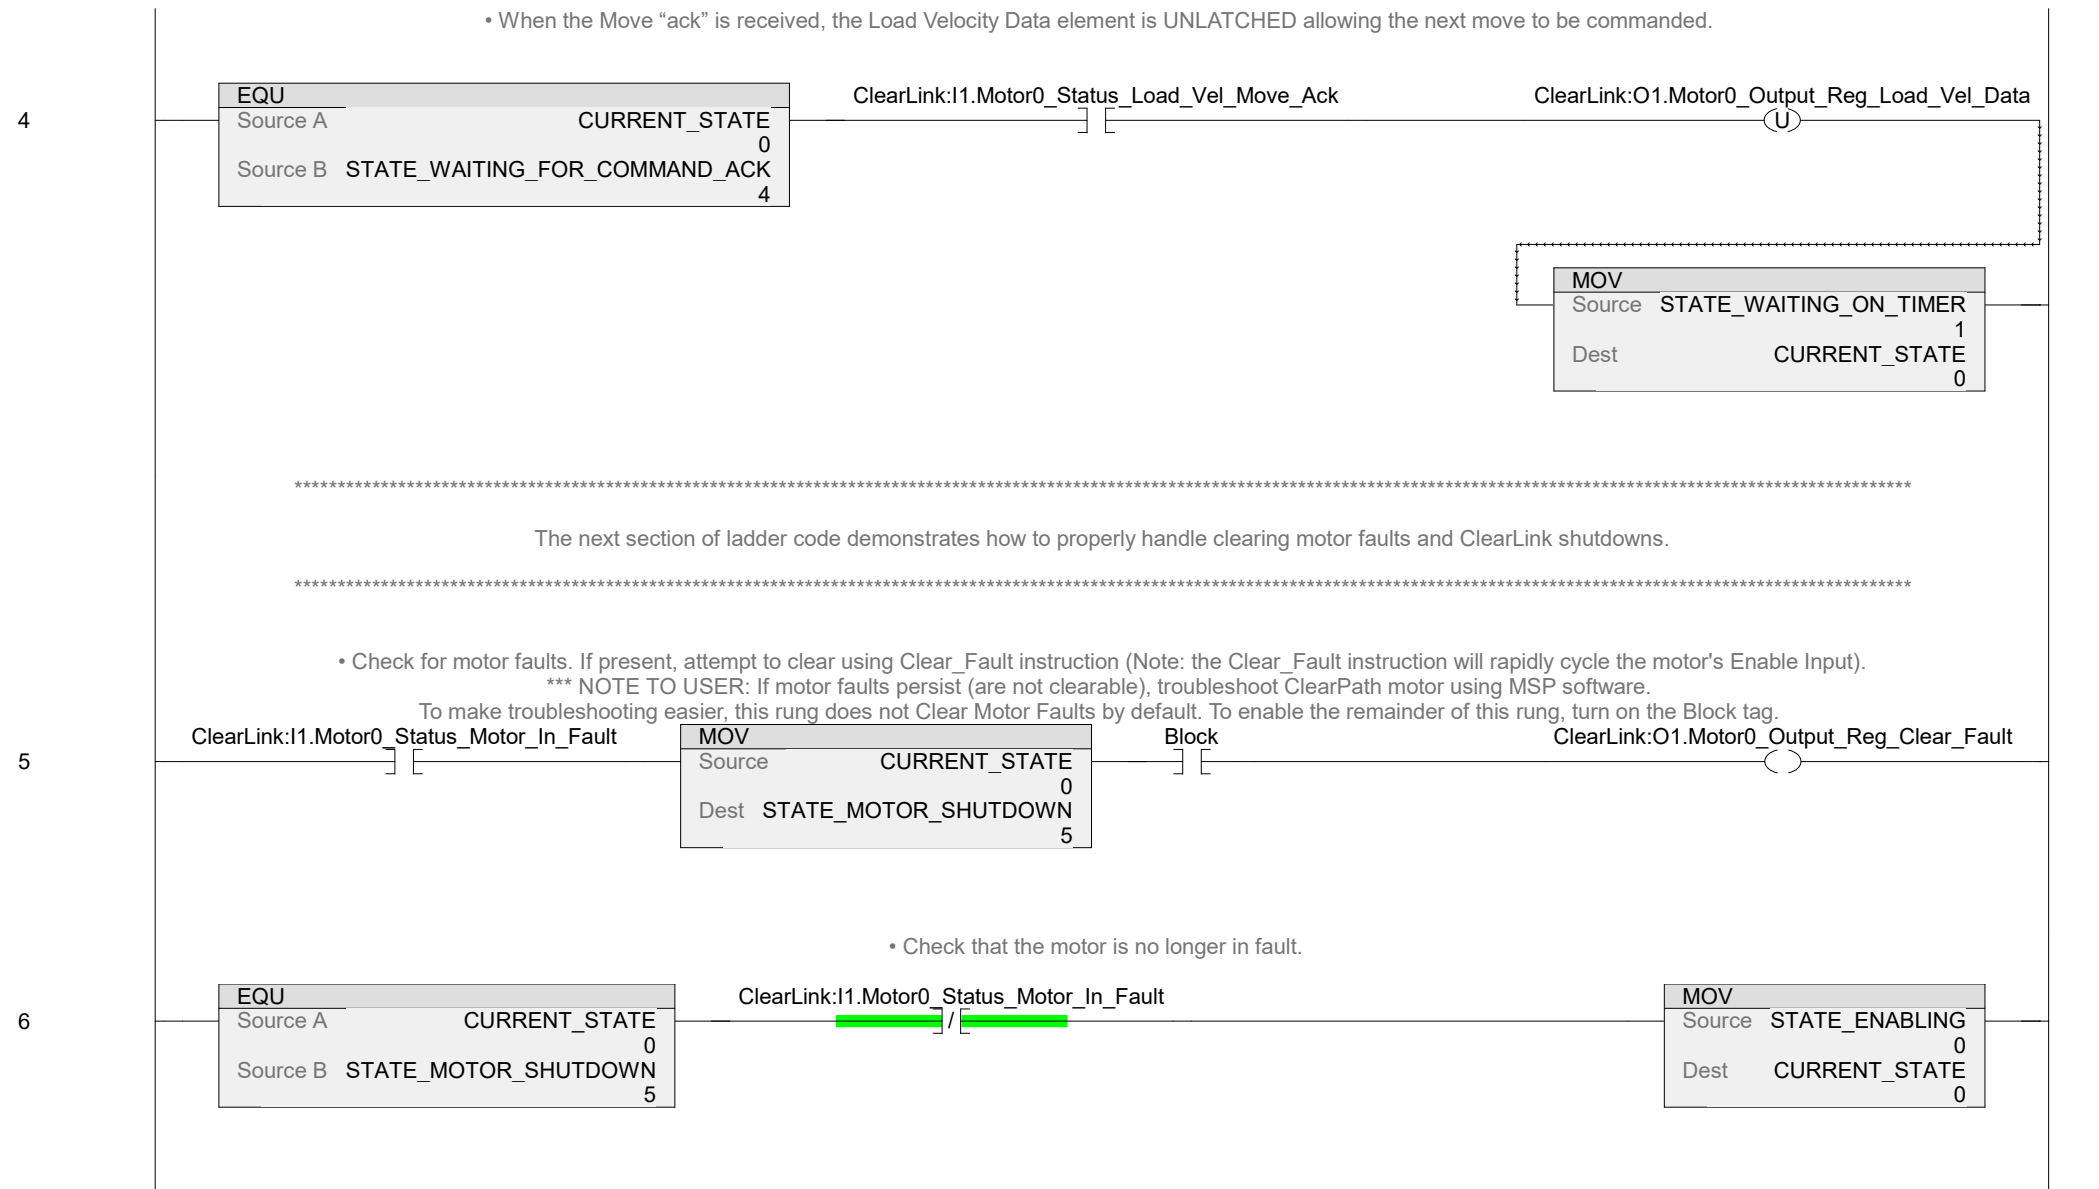 • When the Move “ack” is received, the Load Velocity Data element is UNLATCHED allowing the next move to be commanded.
4
EQU
Source A CURRENT_STATE
0
Source B STATE_WAITING_FOR_COMMAND_ACK
4
ClearLink:I1.Motor0_Status_Load_Vel_Move_Ack
ClearLink:O1.Motor0_Output_Reg_Load_Vel_Data
U
MOV
Source STATE_WAITING_ON_TIMER
1
Dest CURRENT_STATE
0
****************************************************************************************************************************************************************************************************
The next section of ladder code demonstrates how to properly handle clearing motor faults and ClearLink shutdowns.
****************************************************************************************************************************************************************************************************
• Check for motor faults. If present, attempt to clear using Clear_Fault instruction (Note: the Clear_Fault instruction will rapidly cycle the motor's Enable Input).
*** NOTE TO USER: If motor faults persist (are not clearable), troubleshoot ClearPath motor using MSP software.
To make troubleshooting easier, this rung does not Clear Motor Faults by default. To enable the remainder of this rung, turn on the Block tag.
5
ClearLink:I1.Motor0_Status_Motor_In_Fault
MOV
Source CURRENT_STATE
0
Dest STATE_MOTOR_SHUTDOWN
5
Block
ClearLink:O1.Motor0_Output_Reg_Clear_Fault
• Check that the motor is no longer in fault.
6
EQU
Source A CURRENT_STATE
0
Source B STATE_MOTOR_SHUTDOWN
5
ClearLink:I1.Motor0_Status_Motor_In_Fault
/
MOV
Source STATE_ENABLING
0
Dest CURRENT_STATE
0